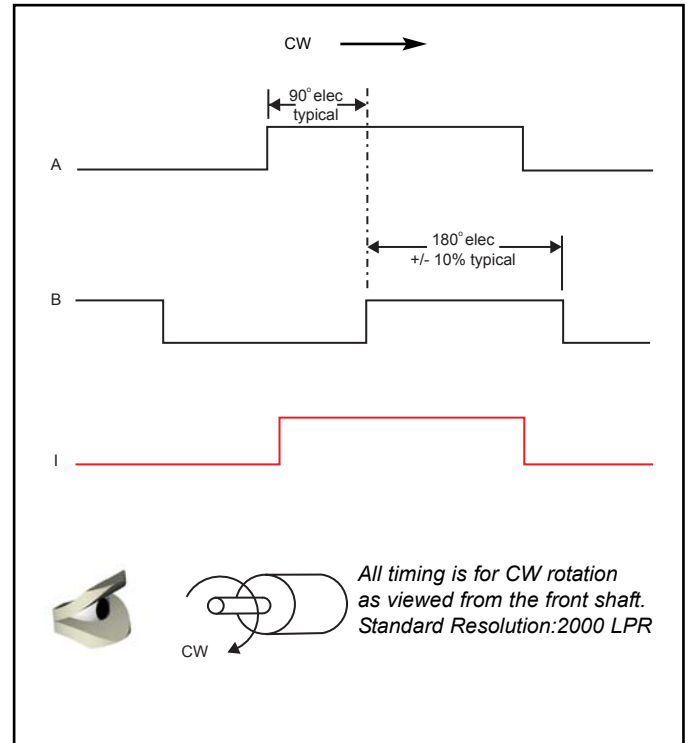 CW
90° elec
typical
A
180° elec
+/- 10% typical
B
I
All timing is for CW rotation
as viewed from the front shaft.
Standard Resolution:2000 LPR
CW